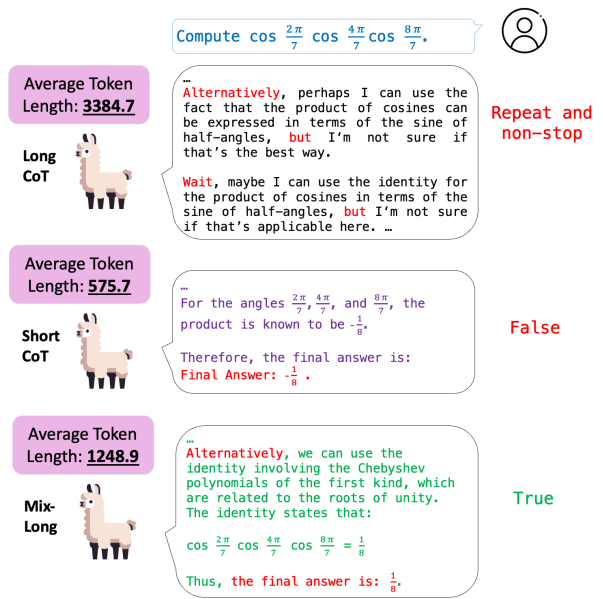 Compute cos 2π/7 cos 4π/7 cos 8π/7.
Average Token
Length: 3384.7
Long
CoT
…
Alternatively, perhaps I can use the
fact that the product of cosines can
be expressed in terms of the sine of
half-angles, but I‘m not sure if
that’s the best way.
Wait, maybe I can use the identity for
the product of cosines in terms of the
sine of half-angles, but I‘m not sure
if that’s applicable here. …
Repeat and
non-stop
Average Token
Length: 575.7
Short
CoT
…
For the angles 2π/7, 4π/7, and 8π/7, the
product is known to be -1/8.
Therefore, the final answer is:
Final Answer: -1/8 .
False
Average Token
Length: 1248.9
Mix-
Long
…
Alternatively, we can use the
identity involving the Chebyshev
polynomials of the first kind, which
are related to the roots of unity.
The identity states that:
cos 2π/7 cos 4π/7 cos 8π/7 = 1/8
Thus, the final answer is: 1/8.
True